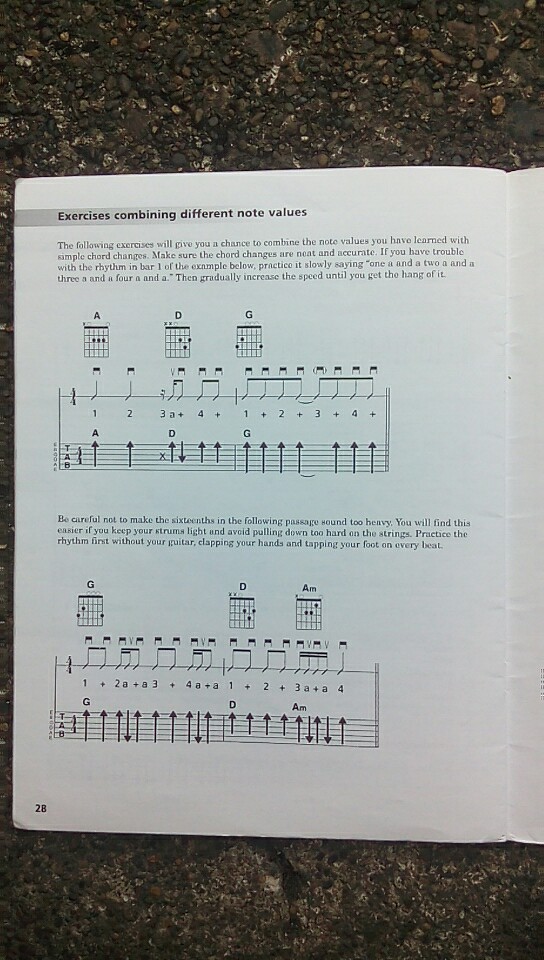 Exercises combining different note values
The following exercises will give you a chance to combine the note values you have learned with
simple chord changes. Make sure the chord changes are neat and accurate. If you have trouble
with the rhythm in bar 1 of the example below, practice it slowly saying "one a and a two a and a
three a and a four a and a." Then gradually increase the speed until you get the hang of it.
A D G
1 2 3 a + 4 + 1 + 2 + 3 + 4 +
A D G
T
A
B
X
Be careful not to make the sixteenths in the following passage sound too heavy. You will find this
easier if you keep your strums light and avoid pulling down too hard on the strings. Practice the
rhythm first without your guitar, clapping your hands and tapping your foot on every beat.
G D Am
1 + 2 a + a 3 + 4 a + a 1 + 2 + 3 a + a 4
G D Am
T
A
B
28